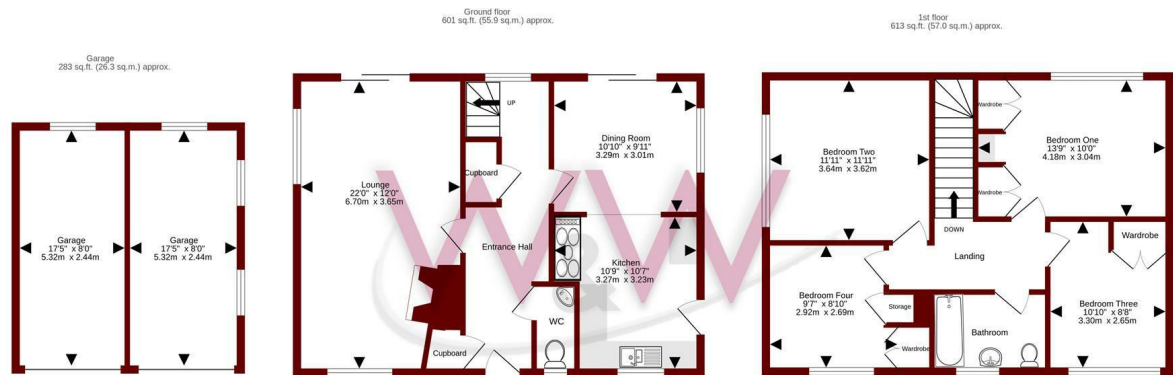 Garage
283 sq.ft. (26.3 sq.m.) approx.
Garage
17'5" x 8'0"
5.32m x 2.44m
Garage
17'5" x 8'0"
5.32m x 2.44m
Ground floor
601 sq.ft. (55.9 sq.m.) approx.
UP
Cupboard
Lounge
22'0" x 12'0"
6.70m x 3.65m
Dining Room
10'10" x 9'11"
3.29m x 3.01m
Entrance Hall
Kitchen
10'9" x 10'7"
3.27m x 3.23m
WC
Cupboard
W&W
1st floor
613 sq.ft. (57.0 sq.m.) approx.
Bedroom Two
11'11" x 11'11"
3.64m x 3.62m
Wardrobe
Bedroom One
13'9" x 10'0"
4.18m x 3.04m
Wardrobe
DOWN
Landing
Wardrobe
Bedroom Four
9'7" x 8'10"
2.92m x 2.69m
Storage
Wardrobe
Bathroom
Bedroom Three
10'10" x 8'8"
3.30m x 2.65m